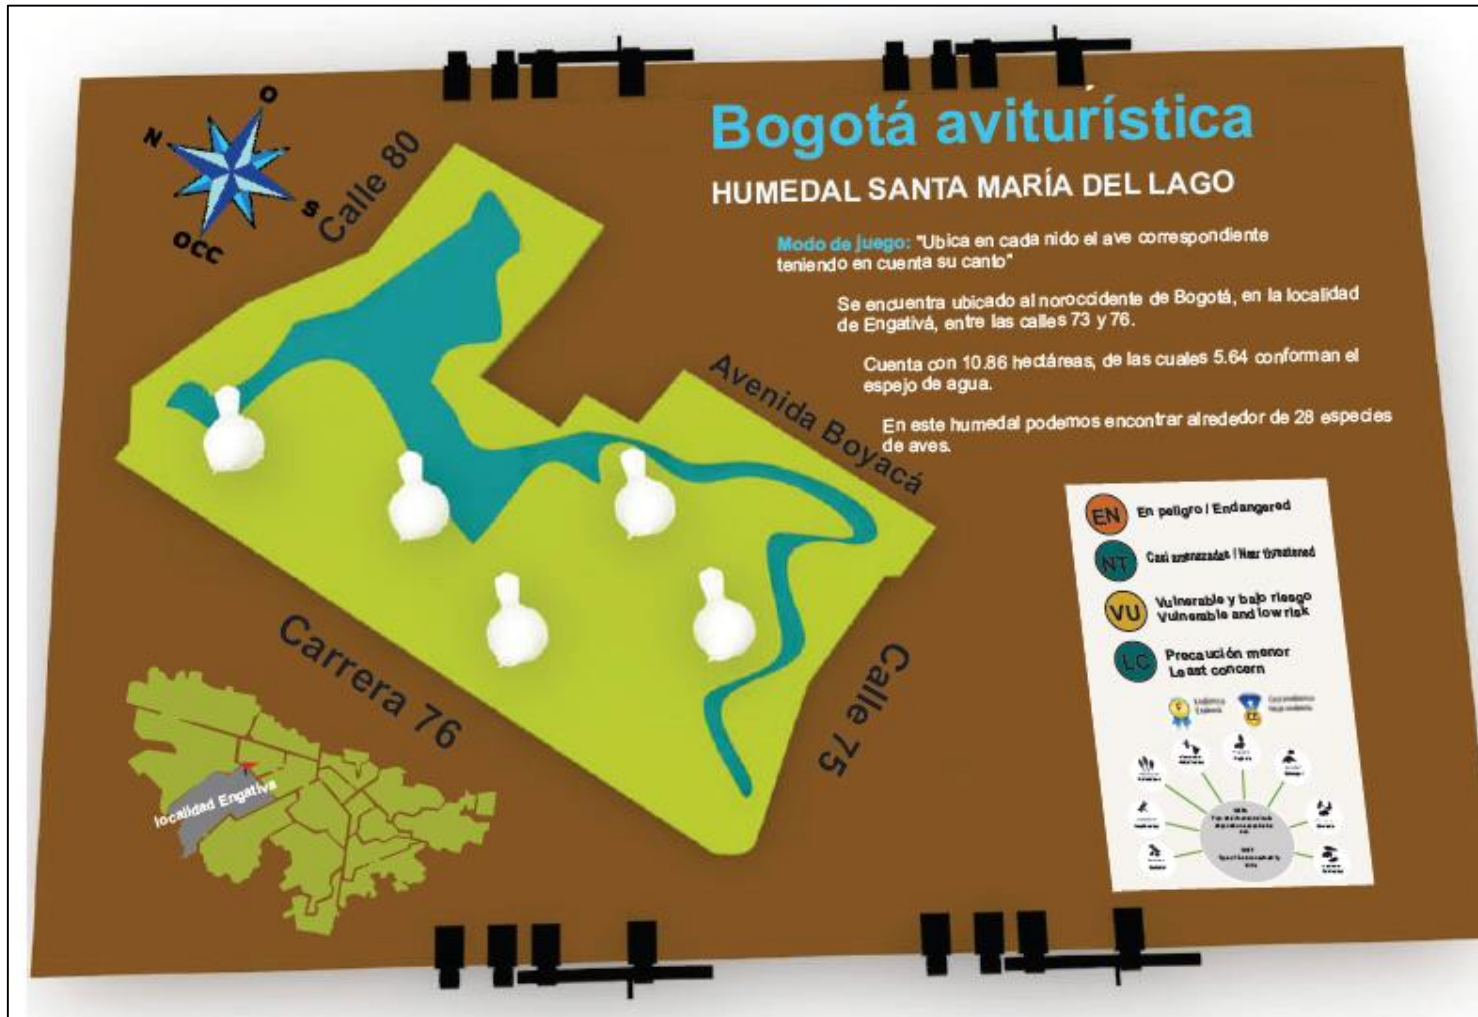 Bogotá aviturística
HUMEDAL SANTA MARÍA DEL LAGO
Modo de juego: "Ubica en cada nido el ave correspondiente
teniendo en cuenta su canto"
Se encuentra ubicado al noroccidente de Bogotá, en la localidad
de Engativá, entre las calles 73 y 76.
Cuenta con 10.86 hectáreas, de las cuales 5.64 conforman el
espejo de agua.
En este humedal podemos encontrar alrededor de 28 especies
de aves.
O
N
S
OCC
Calle 80
Avenida Boyacá
Carrera 76
Calle 75
localidad Engativa
EN En peligro / Endangered
NT Casi amenazadas / Near threatened
VU Vulnerable y bajo riesgo
Vulnerable and low risk
LC Precaución menor
Least concern